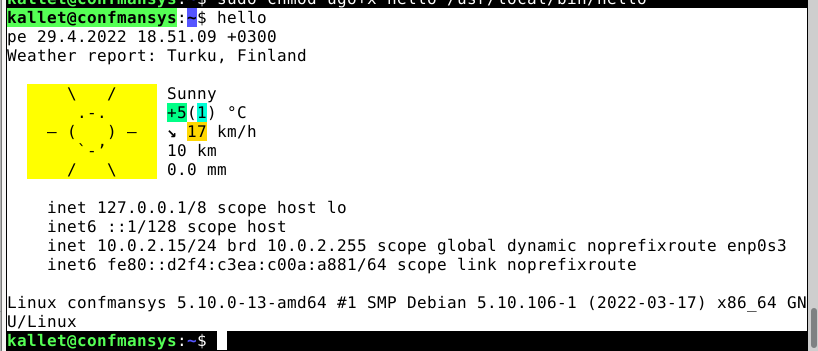 sudo chmod ugo+x hello /usr/local/bin/hello
kallet@confmansys:~$ hello
pe 29.4.2022 18.51.09 +0300
Weather report: Turku, Finland
\ / Sunny
.-. +5(1) °C
― ( ) ― ↘ 17 km/h
`-’ 10 km
/ \ 0.0 mm
inet 127.0.0.1/8 scope host lo
inet6 ::1/128 scope host
inet 10.0.2.15/24 brd 10.0.2.255 scope global dynamic noprefixroute enp0s3
inet6 fe80::d2f4:c3ea:c00a:a881/64 scope link noprefixroute
Linux confmansys 5.10.0-13-amd64 #1 SMP Debian 5.10.106-1 (2022-03-17) x86_64 GN
U/Linux
kallet@confmansys:~$